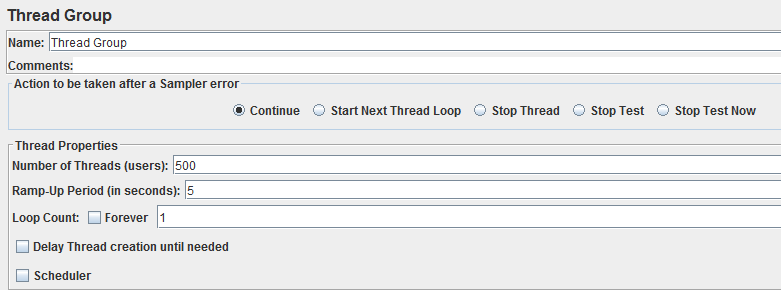 Thread Group
Name: Thread Group
Comments:
Action to be taken after a Sampler error
Continue Start Next Thread Loop Stop Thread Stop Test Stop Test Now
Thread Properties
Number of Threads (users): 500
Ramp-Up Period (in seconds): 5
Loop Count: Forever 1
Delay Thread creation until needed
Scheduler